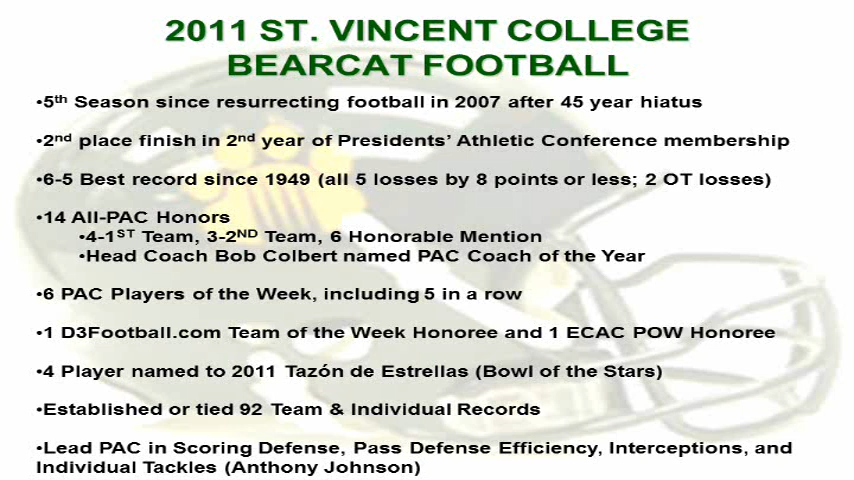 2011 ST. VINCENT COLLEGE
BEARCAT FOOTBALL
•5th Season since resurrecting football in 2007 after 45 year hiatus
•2nd place finish in 2nd year of Presidents’ Athletic Conference membership
•6-5 Best record since 1949 (all 5 losses by 8 points or less; 2 OT losses)
•14 All-PAC Honors
•4-1ST Team, 3-2ND Team, 6 Honorable Mention
•Head Coach Bob Colbert named PAC Coach of the Year
•6 PAC Players of the Week, including 5 in a row
•1 D3Football.com Team of the Week Honoree and 1 ECAC POW Honoree
•4 Player named to 2011 Tazón de Estrellas (Bowl of the Stars)
•Established or tied 92 Team & Individual Records
•Lead PAC in Scoring Defense, Pass Defense Efficiency, Interceptions, and
Individual Tackles (Anthony Johnson)